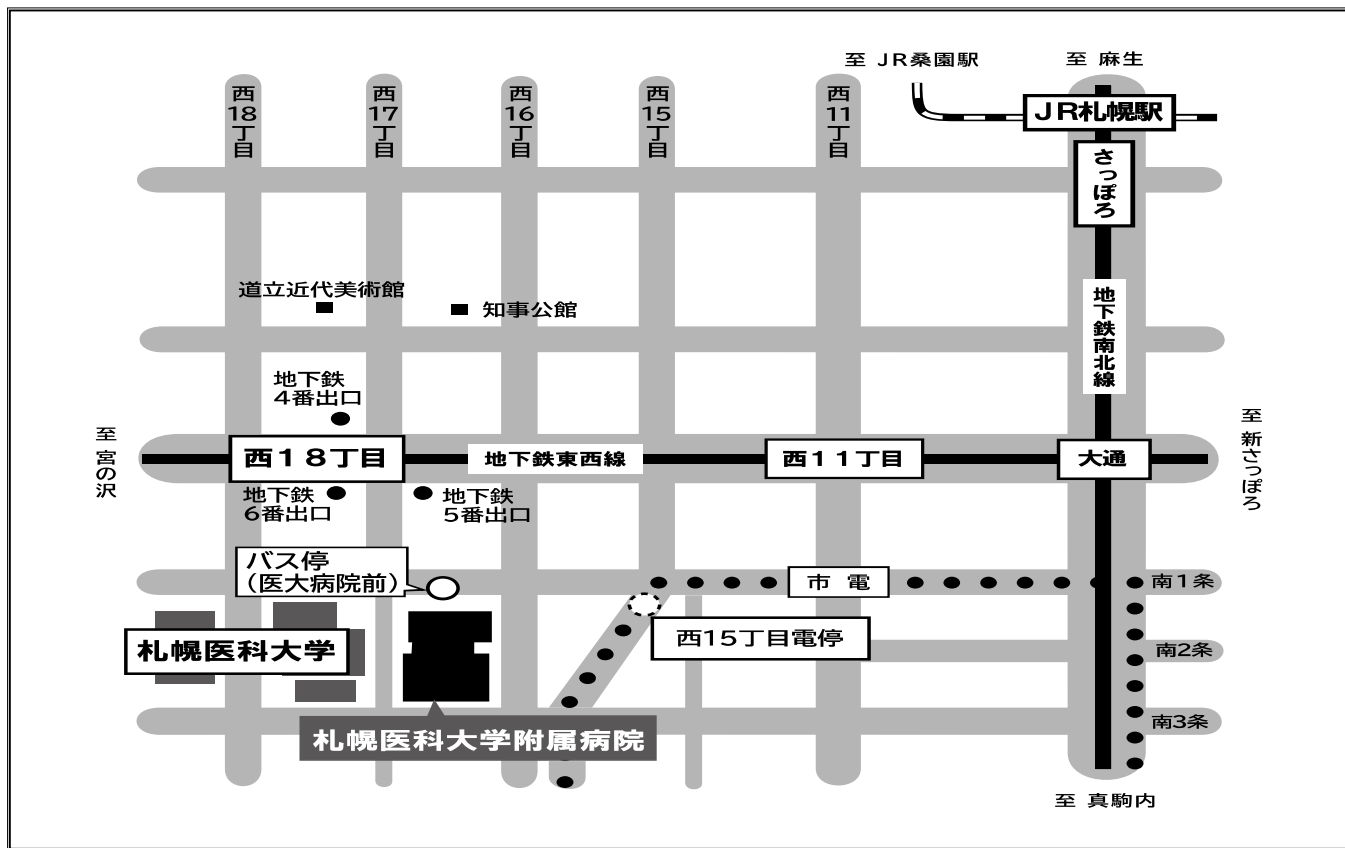 至 JR桑園駅
至 麻生
西18丁目
西17丁目
西16丁目
西15丁目
西11丁目
JR札幌駅
さっぽろ
道立近代美術館
知事公館
地下鉄南北線
地下鉄
4番出口
至 宮の沢
西18丁目
地下鉄東西線
西11丁目
大通
至 新さっぽろ
地下鉄
6番出口
地下鉄
5番出口
バス停
(医大病院前)
市 電
南1条
札幌医科大学
西15丁目電停
南2条
札幌医科大学附属病院
南3条
至 真駒内